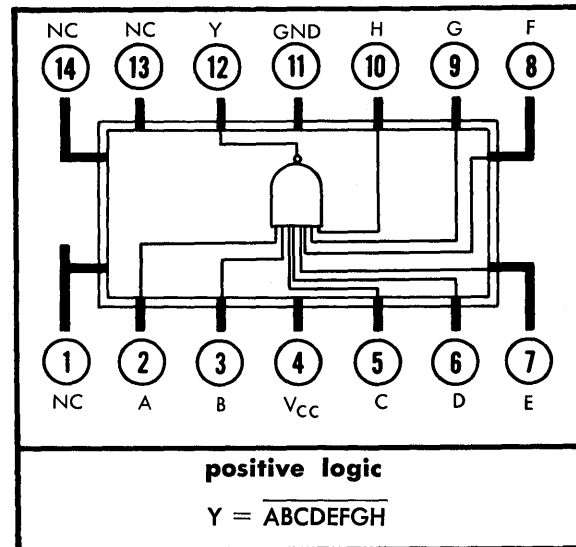 NC NC Y GND H G F
14 13 12 11 10 9 8
1 2 3 4 5 6 7
NC A B VCC C D E
positive logic
Y = ABCDEFGH